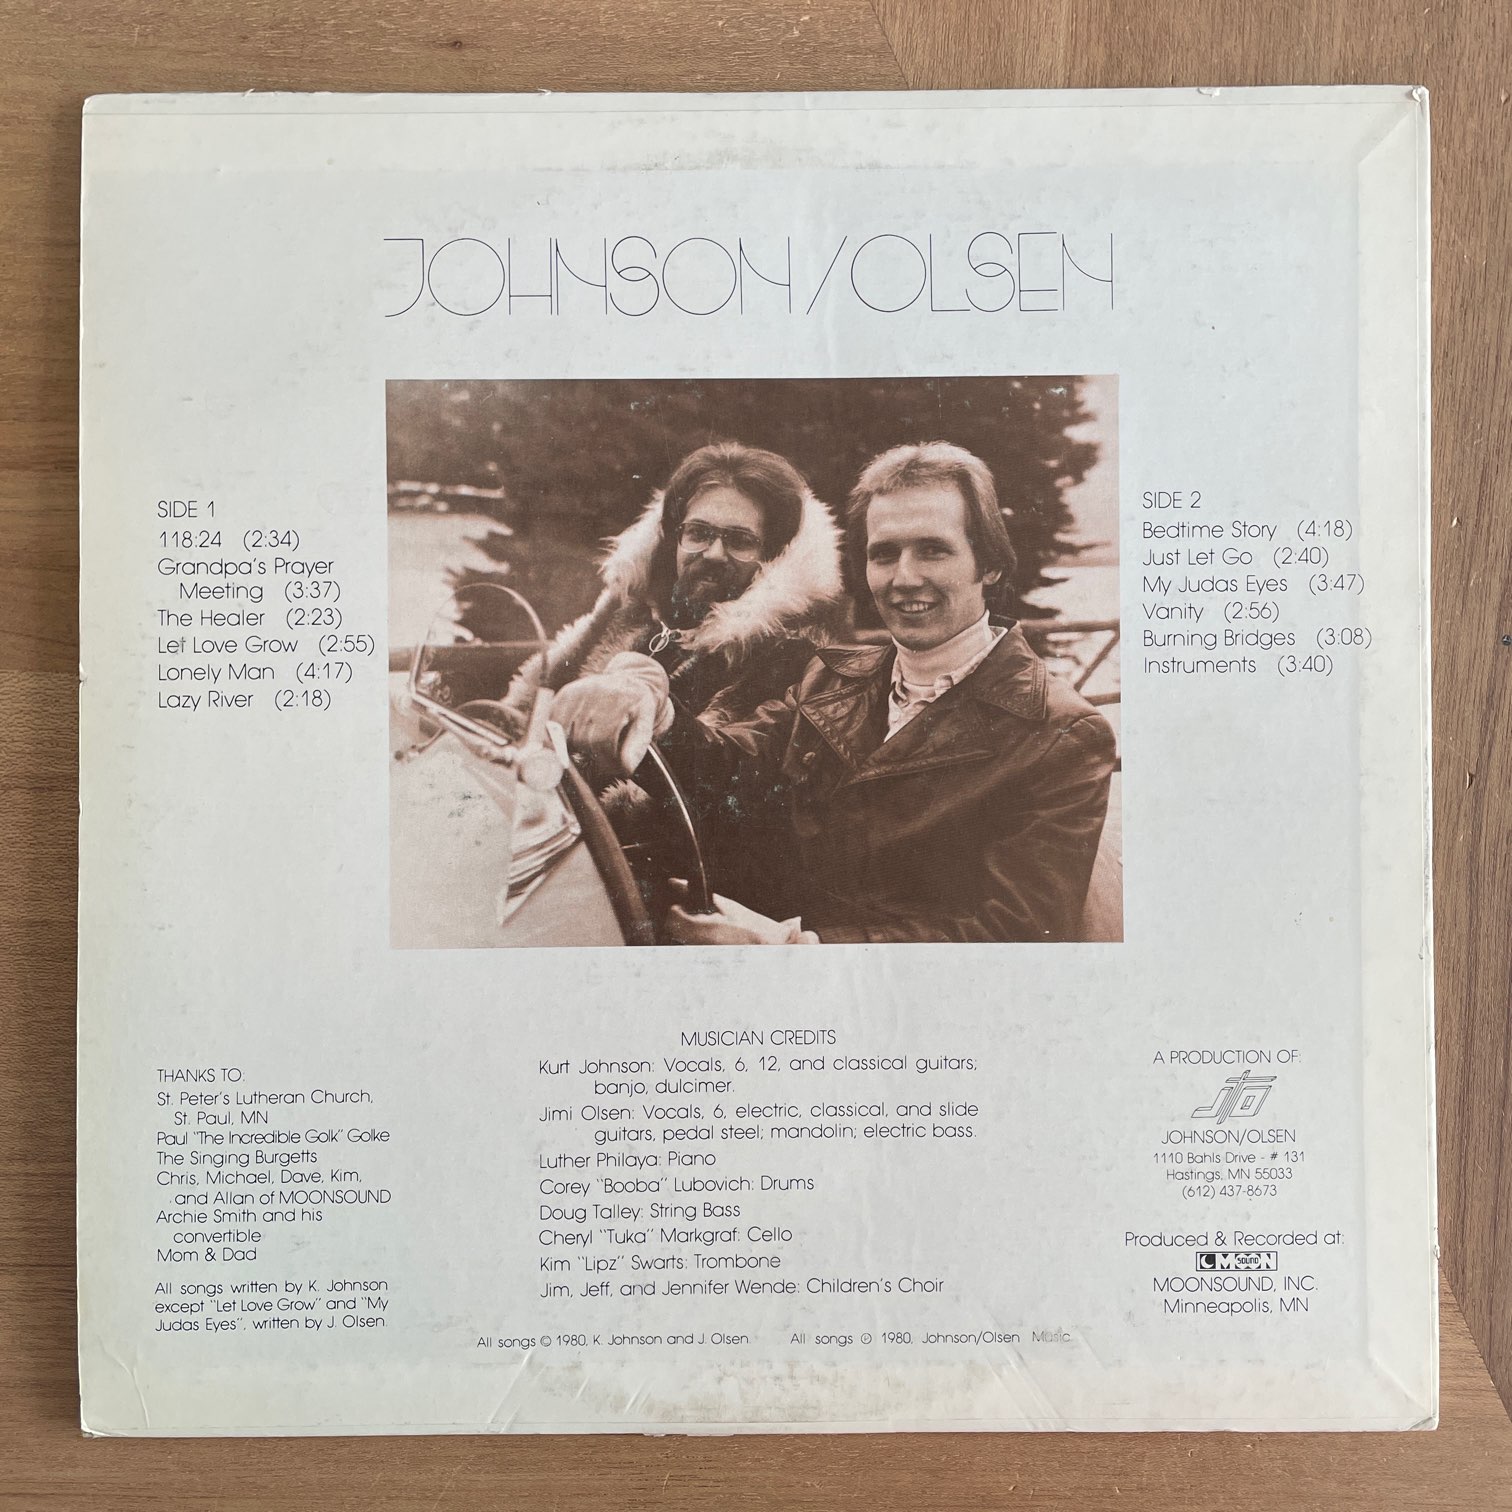 JOHNSON/OLSEN
SIDE 1
118:24 (2:34)
Grandpa's Prayer
Meeting (3:37)
The Healer (2:23)
Let Love Grow (2:55)
Lonely Man (4:17)
Lazy River (2:18)
SIDE 2
Bedtime Story (4:18)
Just Let Go (2:40)
My Judas Eyes (3:47)
Vanity (2:56)
Burning Bridges (3:08)
Instruments (3:40)
THANKS TO:
St. Peter's Lutheran Church,
St. Paul, MN
Paul "The Incredible Golk" Golke
The Singing Burgetts
Chris, Michael, Dave, Kim,
and Allan of MOONSOUND
Archie Smith and his
convertible
Mom & Dad
All songs written by K. Johnson
except "Let Love Grow" and "My
Judas Eyes", written by J. Olsen.
MUSICIAN CREDITS
Kurt Johnson: Vocals, 6, 12, and classical guitars;
banjo, dulcimer.
Jimi Olsen: Vocals, 6, electric, classical, and slide
guitars, pedal steel; mandolin; electric bass.
Luther Philaya: Piano
Corey "Booba" Lubovich: Drums
Doug Talley: String Bass
Cheryl "Tuka" Markgraf: Cello
Kim "Lipz" Swarts: Trombone
Jim, Jeff, and Jennifer Wende: Children's Choir
All songs © 1980, K. Johnson and J. Olsen All songs ℗ 1980, Johnson/Olsen Music.
A PRODUCTION OF:
J/O
JOHNSON/OLSEN
1110 Bahls Drive - # 131
Hastings, MN 55033
(612) 437-8673
Produced & Recorded at:
MOON SOUND
MOONSOUND, INC.
Minneapolis, MN